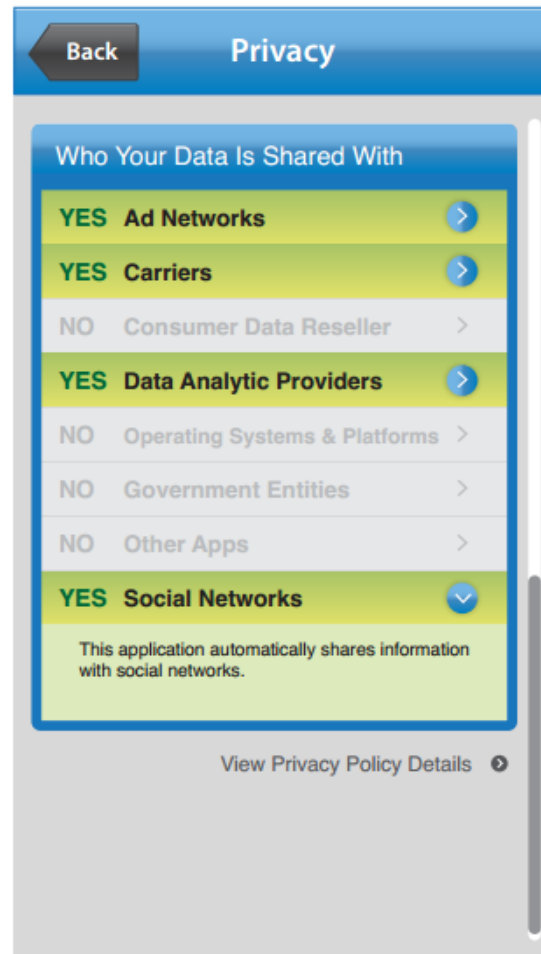 Back
Privacy
Who Your Data Is Shared With
YES Ad Networks
YES Carriers
NO Consumer Data Reseller
YES Data Analytic Providers
NO Operating Systems & Platforms
NO Government Entities
NO Other Apps
YES Social Networks
This application automatically shares information
with social networks.
View Privacy Policy Details